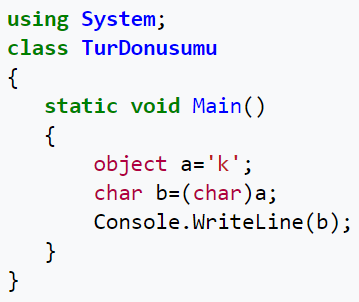 using System;
class TurDonusumu
{
   static void Main()
   {
      object a='k';
      char b=(char)a;
      Console.WriteLine(b);
   }
}